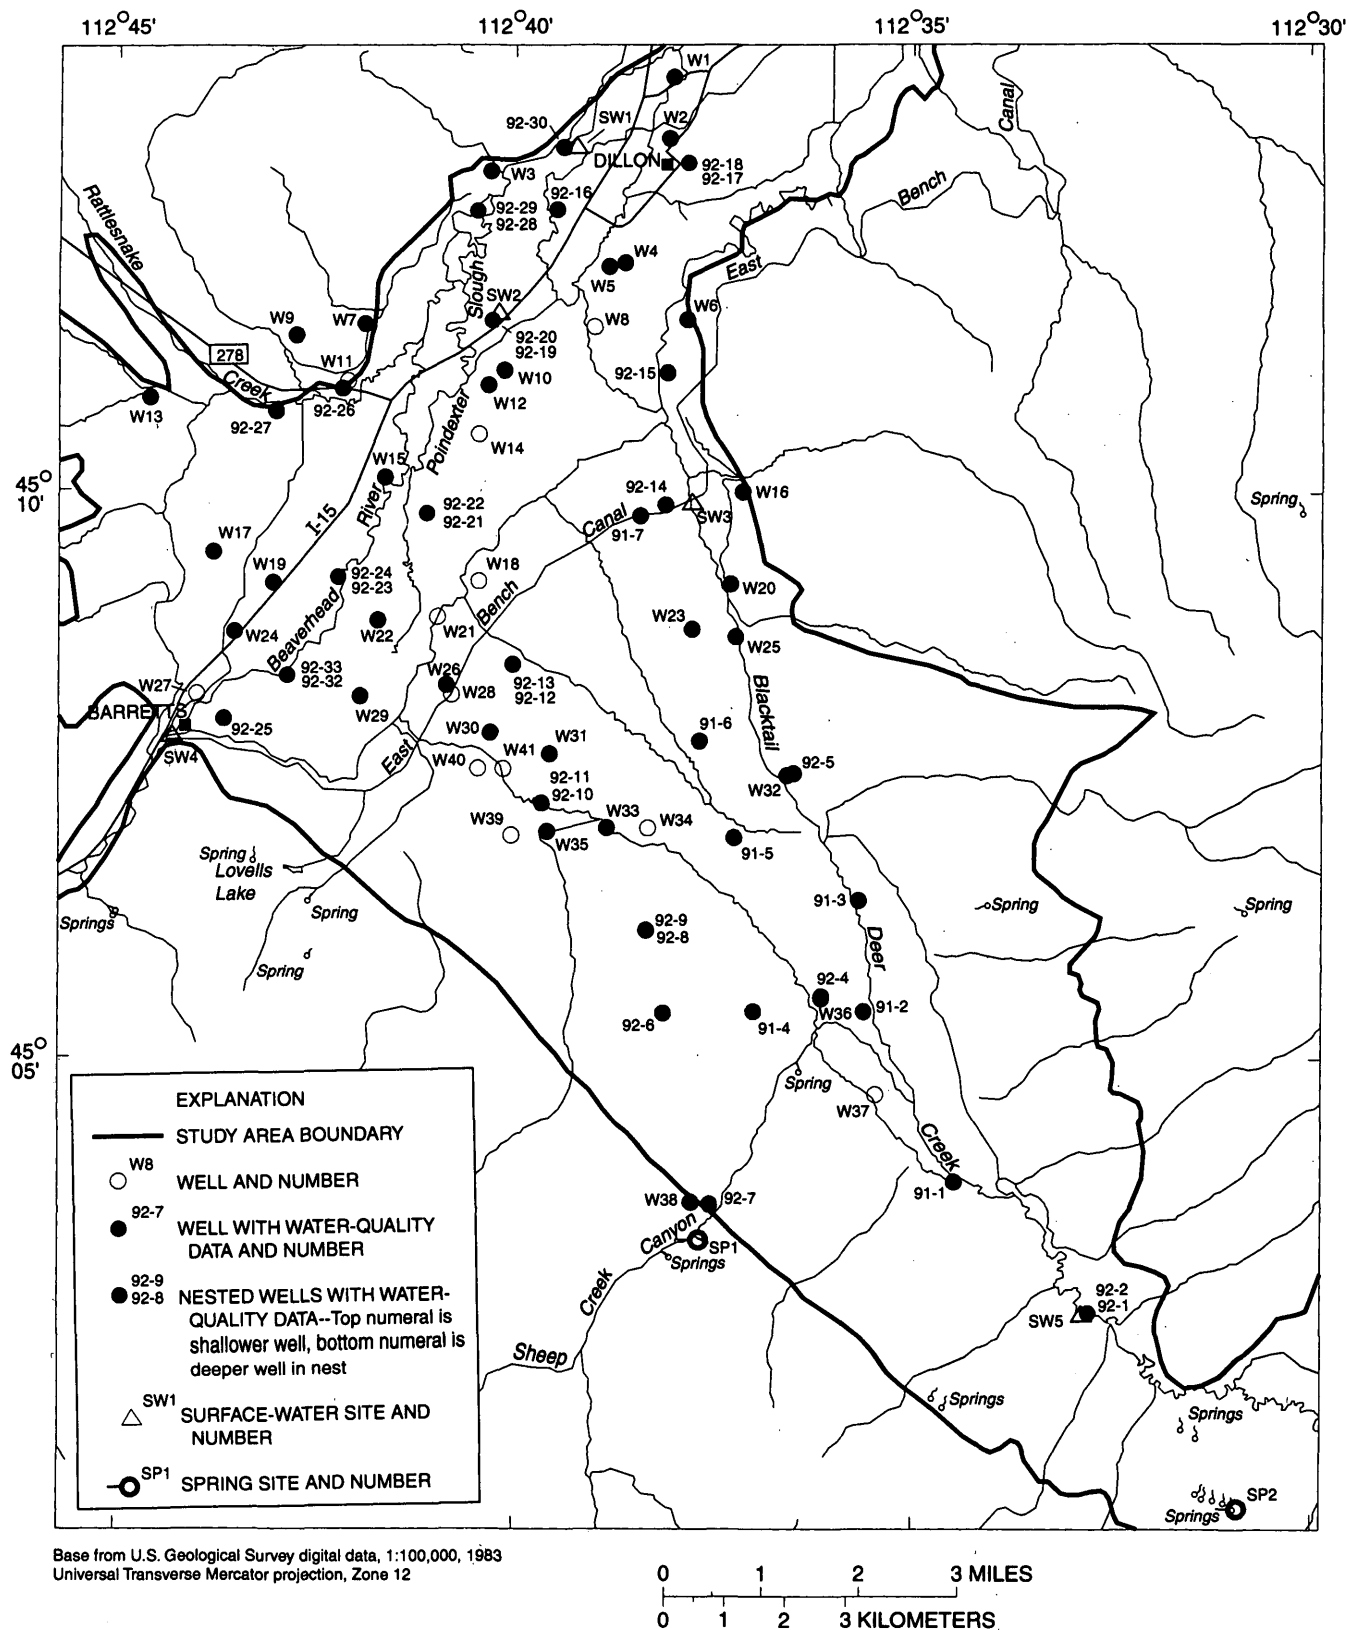 112°45'
112°40'
112°35'
112°30'
W1
Canal
SW1
92-30
W2
DILLON
92-18
92-17
W3
92-16
Bench
Rattlesnake
92-29
92-28
W4
W5
East
Slough
SW2
W6
W9
W7
W8
92-20
92-19
278
W11
Creek
W10
92-15
W12
W13
92-26
92-27
Poindexter
W14
W15
45°
10'
92-14
W16
Spring
92-22
92-21
River
I-15
Canal
SW3
91-7
W17
W18
W19
92-24
92-23
Bench
W20
Beaverhead
W23
W21
W22
W24
W25
92-33
92-32
W26
92-13
92-12
W27
W28
Blacktail
BARRETTS
92-25
W29
91-6
W30
W31
SW4
East
W40
W41
92-5
W32
92-11
92-10
W39
W33
W34
W35
91-5
Spring
Lovells
Lake
91-3
Spring
Spring
Springs
Spring
92-9
92-8
Deer
Spring
92-4
92-6
91-4
W36
91-2
45°
05'
Spring
W37
EXPLANATION
STUDY AREA BOUNDARY
W8
WELL AND NUMBER
92-7
WELL WITH WATER-QUALITY
DATA AND NUMBER
92-9
92-8
NESTED WELLS WITH WATER-
QUALITY DATA--Top numeral is
shallower well, bottom numeral is
deeper well in nest
SW1
SURFACE-WATER SITE AND
NUMBER
SP1
SPRING SITE AND NUMBER
Creek
91-1
W38
92-7
Canyon
SP1
Springs
Creek
92-2
92-1
SW5
Sheep
Springs
Springs
SP2
Springs
Base from U.S. Geological Survey digital data, 1:100,000, 1983
Universal Transverse Mercator projection, Zone 12
0 1 2 3 MILES
0 1 2 3 KILOMETERS